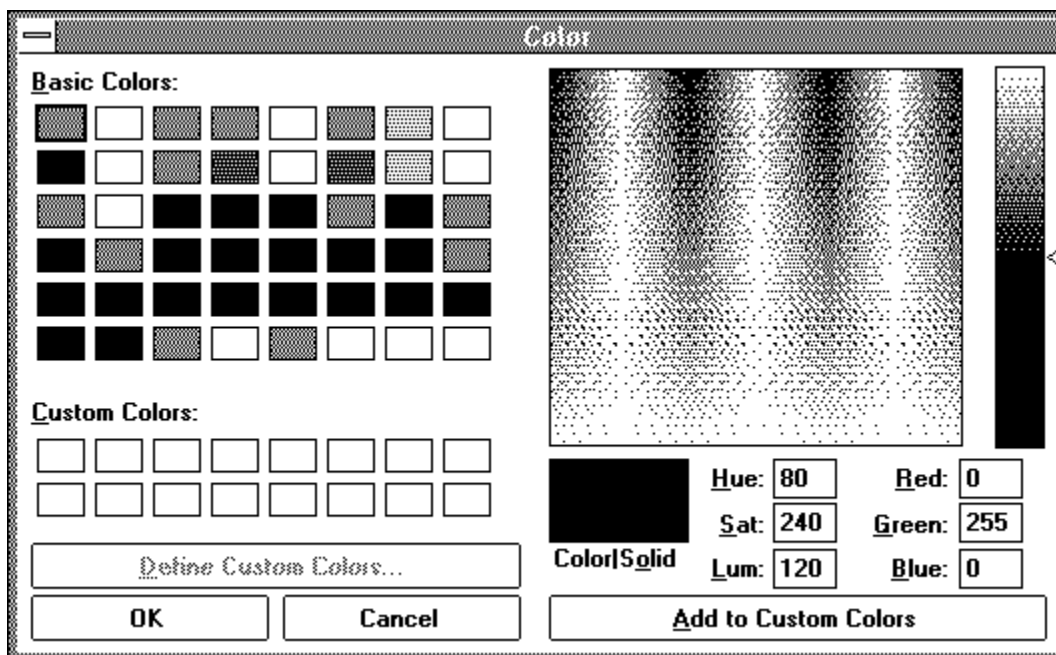 Color
Basic Colors:
Custom Colors:
Define Custom Colors...
OK
Cancel
Color|Solid
Hue: 80
Sat: 240
Lum: 120
Red: 0
Green: 255
Blue: 0
Add to Custom Colors